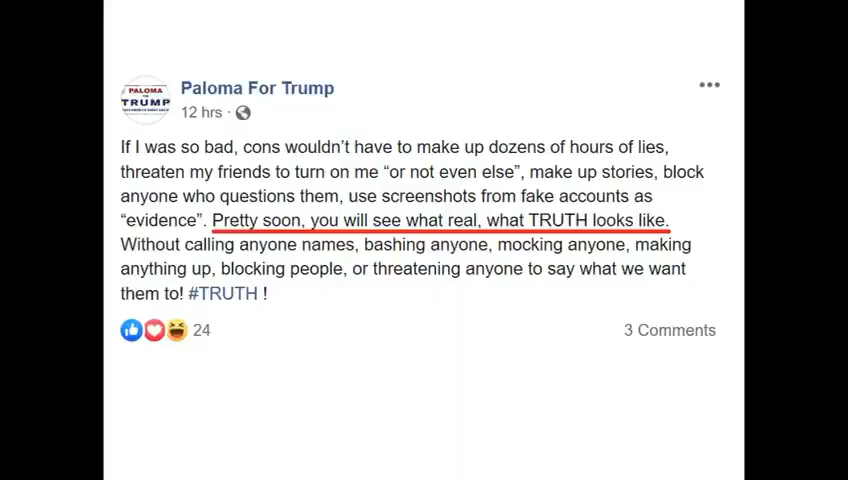 PALOMA
FOR
TRUMP
Paloma For Trump
12 hrs ·
If I was so bad, cons wouldn’t have to make up dozens of hours of lies,
threaten my friends to turn on me “or not even else”, make up stories, block
anyone who questions them, use screenshots from fake accounts as
“evidence”. Pretty soon, you will see what real, what TRUTH looks like.
Without calling anyone names, bashing anyone, mocking anyone, making
anything up, blocking people, or threatening anyone to say what we want
them to! #TRUTH !
24
3 Comments